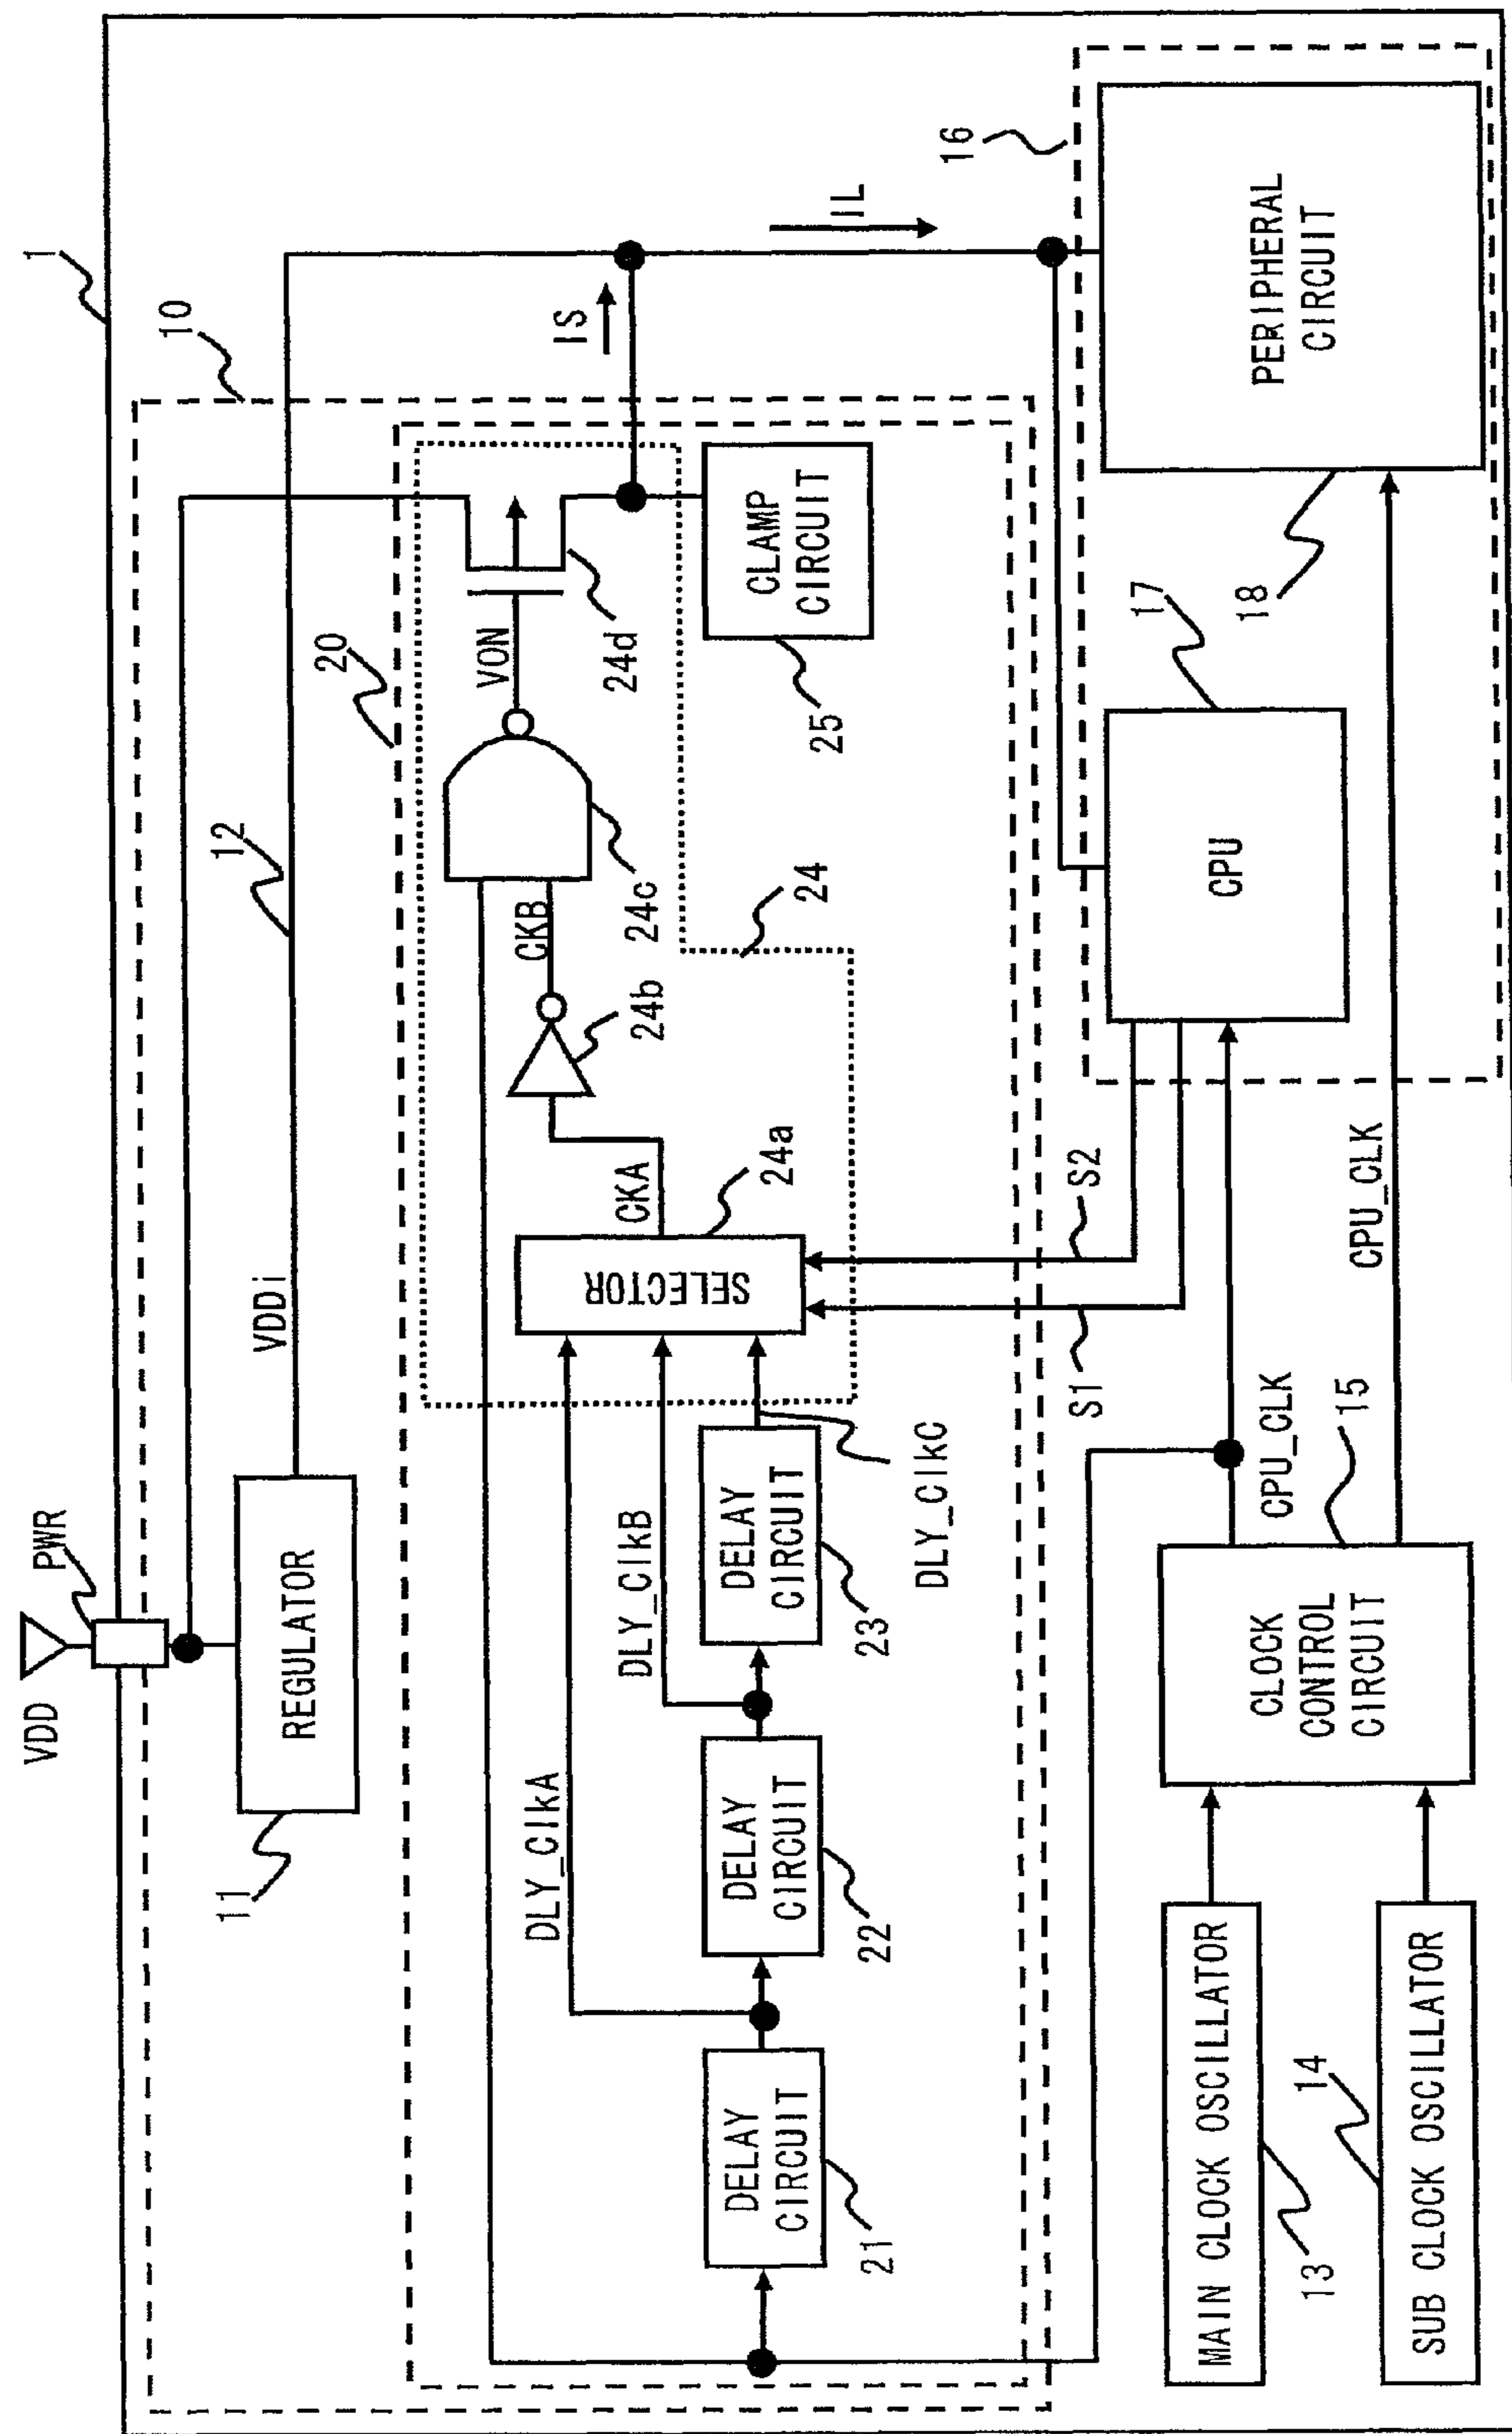 1
VDD
PWR
10
11
REGULATOR
VDDi
12
20
IS
IL
DLY_ClkA
DLY_ClkB
DLY_ClkC
21
DELAY
CIRCUIT
22
DELAY
CIRCUIT
23
DELAY
CIRCUIT
SELECTOR
24a
CKA
24b
CKB
24c
VON
24d
24
CLAMP
CIRCUIT
25
S1
S2
13
MAIN CLOCK OSCILLATOR
14
SUB CLOCK OSCILLATOR
CLOCK
CONTROL
CIRCUIT
15
CPU_CLK
CPU_CLK
16
CPU
17
PERIPHERAL
CIRCUIT
18